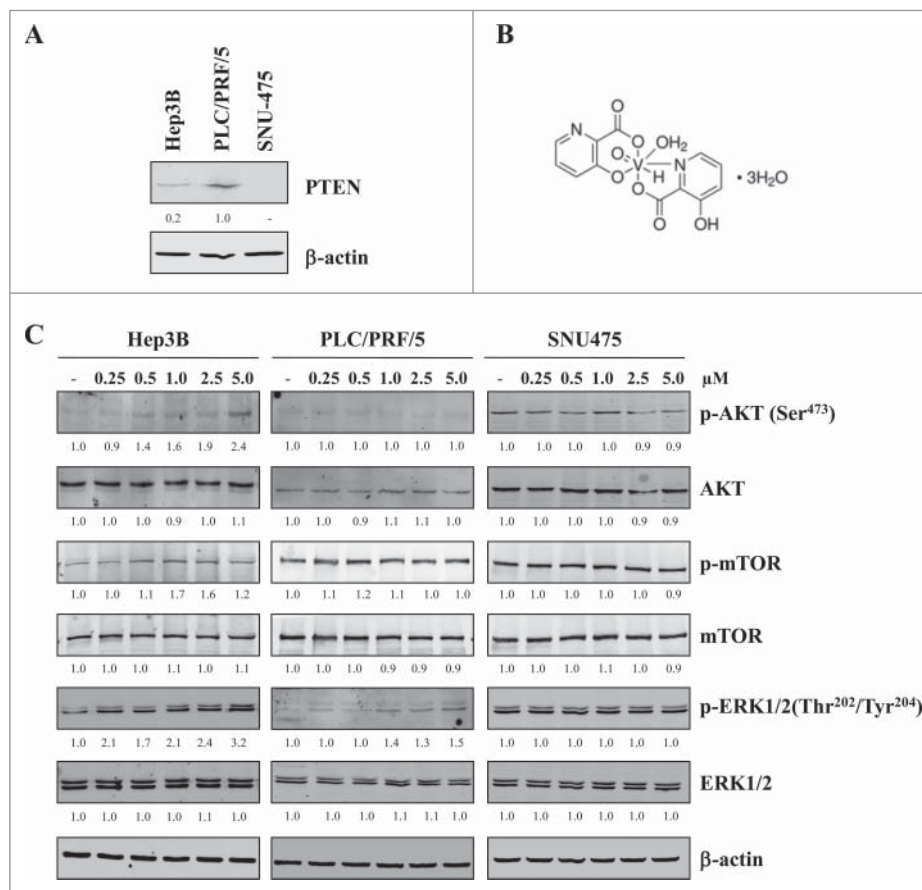 A
Hep3B
PLC/PRF/5
SNU-475
PTEN
0.2 1.0 -
β-actin
B
N
O
O
OH2
O
V
N
O
H
O
O
OH
• 3H2O
C
Hep3B PLC/PRF/5 SNU475
- 0.25 0.5 1.0 2.5 5.0 - 0.25 0.5 1.0 2.5 5.0 - 0.25 0.5 1.0 2.5 5.0 µM
p-AKT (Ser473)
1.0 0.9 1.4 1.6 1.9 2.4 1.0 1.0 1.0 1.0 1.0 1.0 1.0 1.0 1.0 1.0 0.9 0.9
AKT
1.0 1.0 1.0 0.9 1.0 1.1 1.0 1.0 0.9 1.1 1.1 1.0 1.0 1.0 1.0 1.0 0.9 0.9
p-mTOR
1.0 1.0 1.1 1.7 1.6 1.2 1.0 1.1 1.2 1.1 1.0 1.0 1.0 1.0 1.0 1.0 1.0 0.9
mTOR
1.0 1.0 1.0 1.1 1.0 1.1 1.0 1.0 1.0 0.9 0.9 0.9 1.0 1.0 1.0 1.1 1.0 0.9
p-ERK1/2(Thr202/Tyr204)
1.0 2.1 1.7 2.1 2.4 3.2 1.0 1.0 1.0 1.4 1.3 1.5 1.0 1.0 1.0 1.0 1.0 1.0
ERK1/2
1.0 1.0 1.0 1.0 1.1 1.0 1.0 1.0 1.0 1.1 1.1 1.0 1.0 1.0 1.0 1.0 1.0 1.0
β-actin